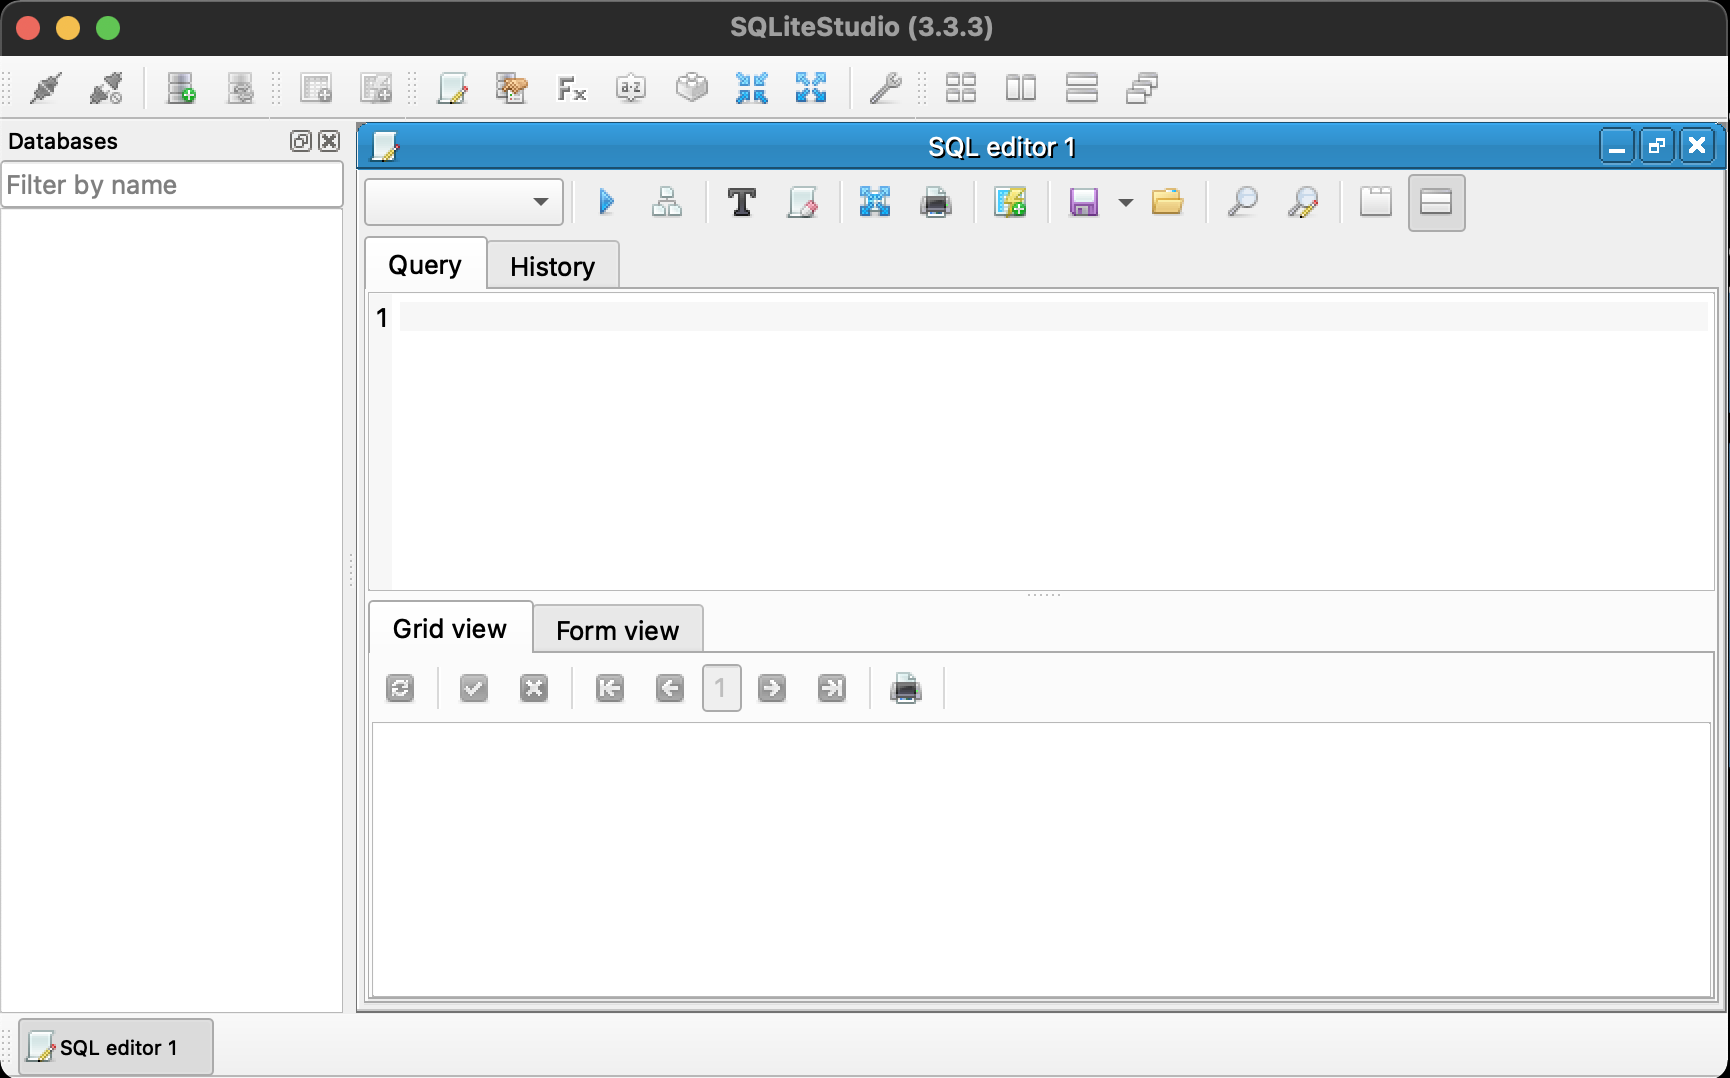 SQLiteStudio (3.3.3)
Fx
a-z
Databases
Filter by name
SQL editor 1
T
Query
History
1
Grid view
Form view
1
SQL editor 1